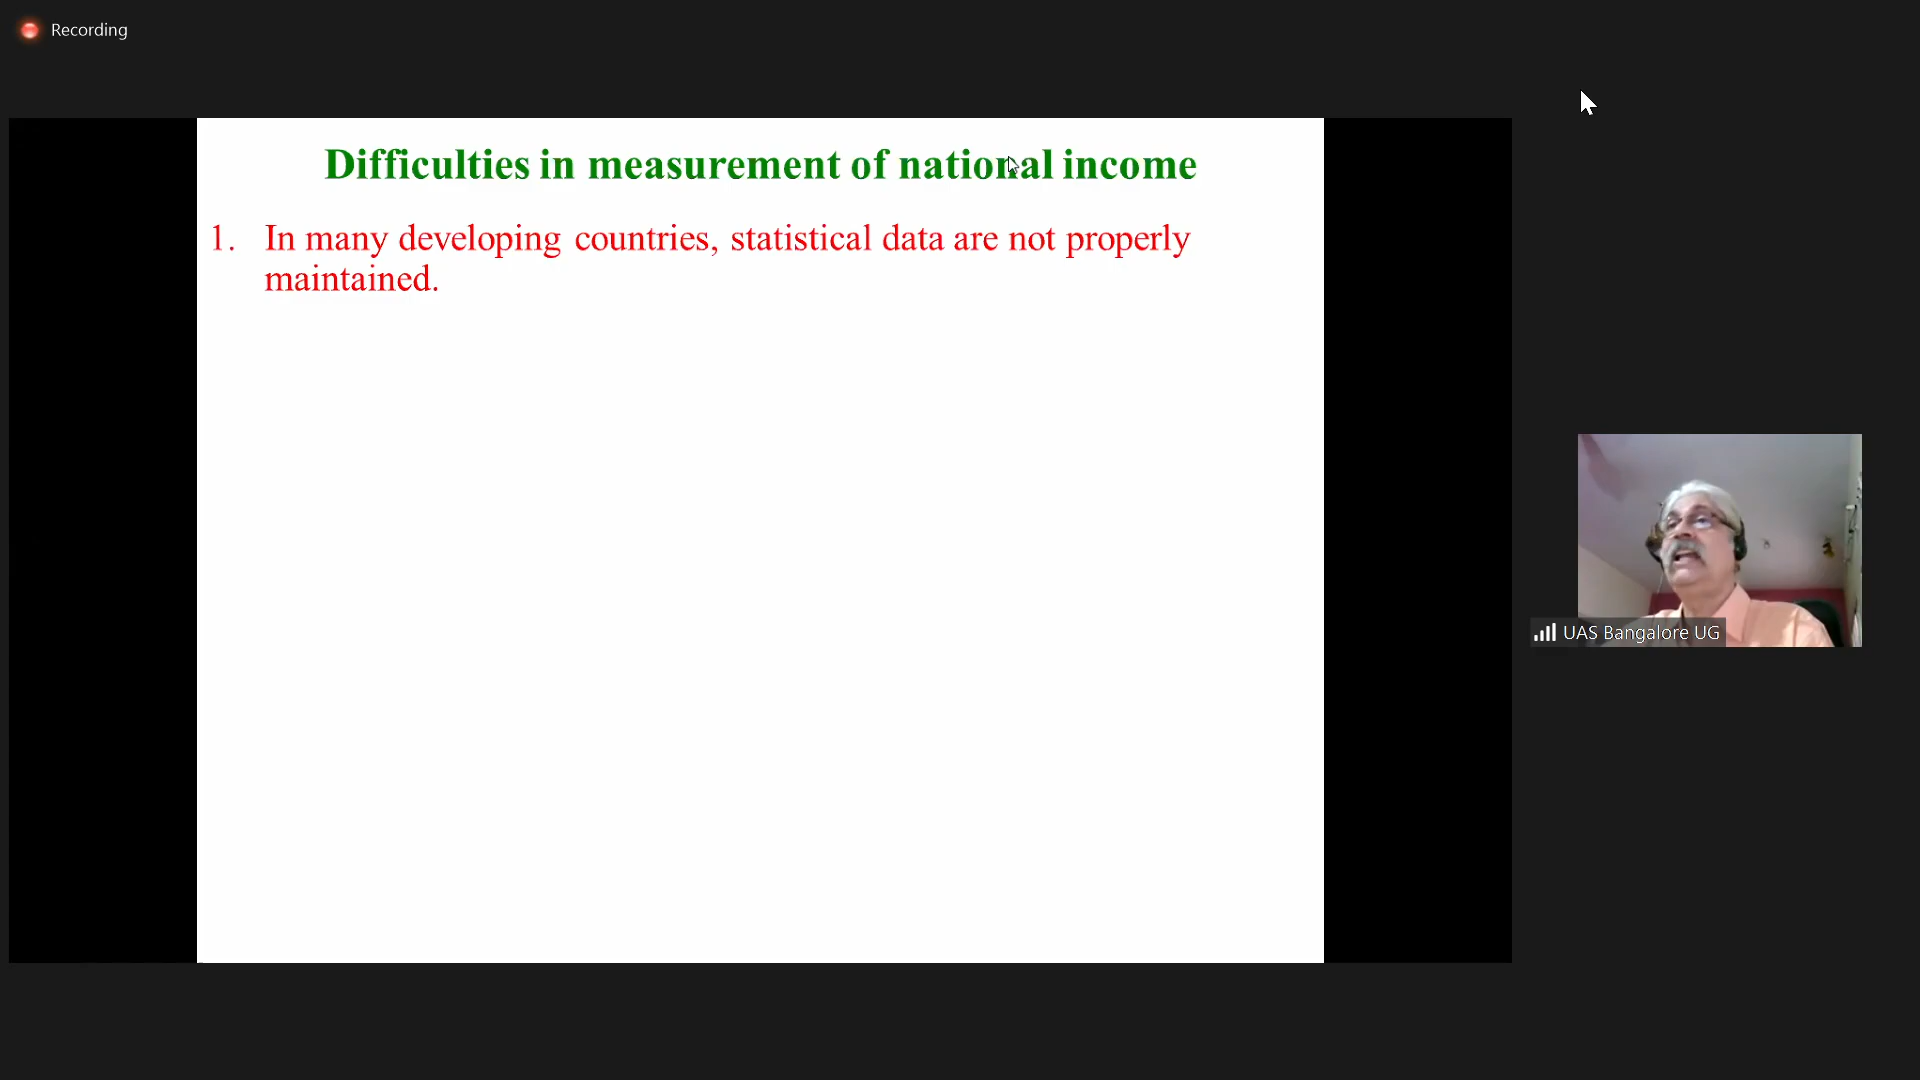 Recording
Difficulties in measurement of national income
1. In many developing countries, statistical data are not properly
maintained.
UAS Bangalore UG